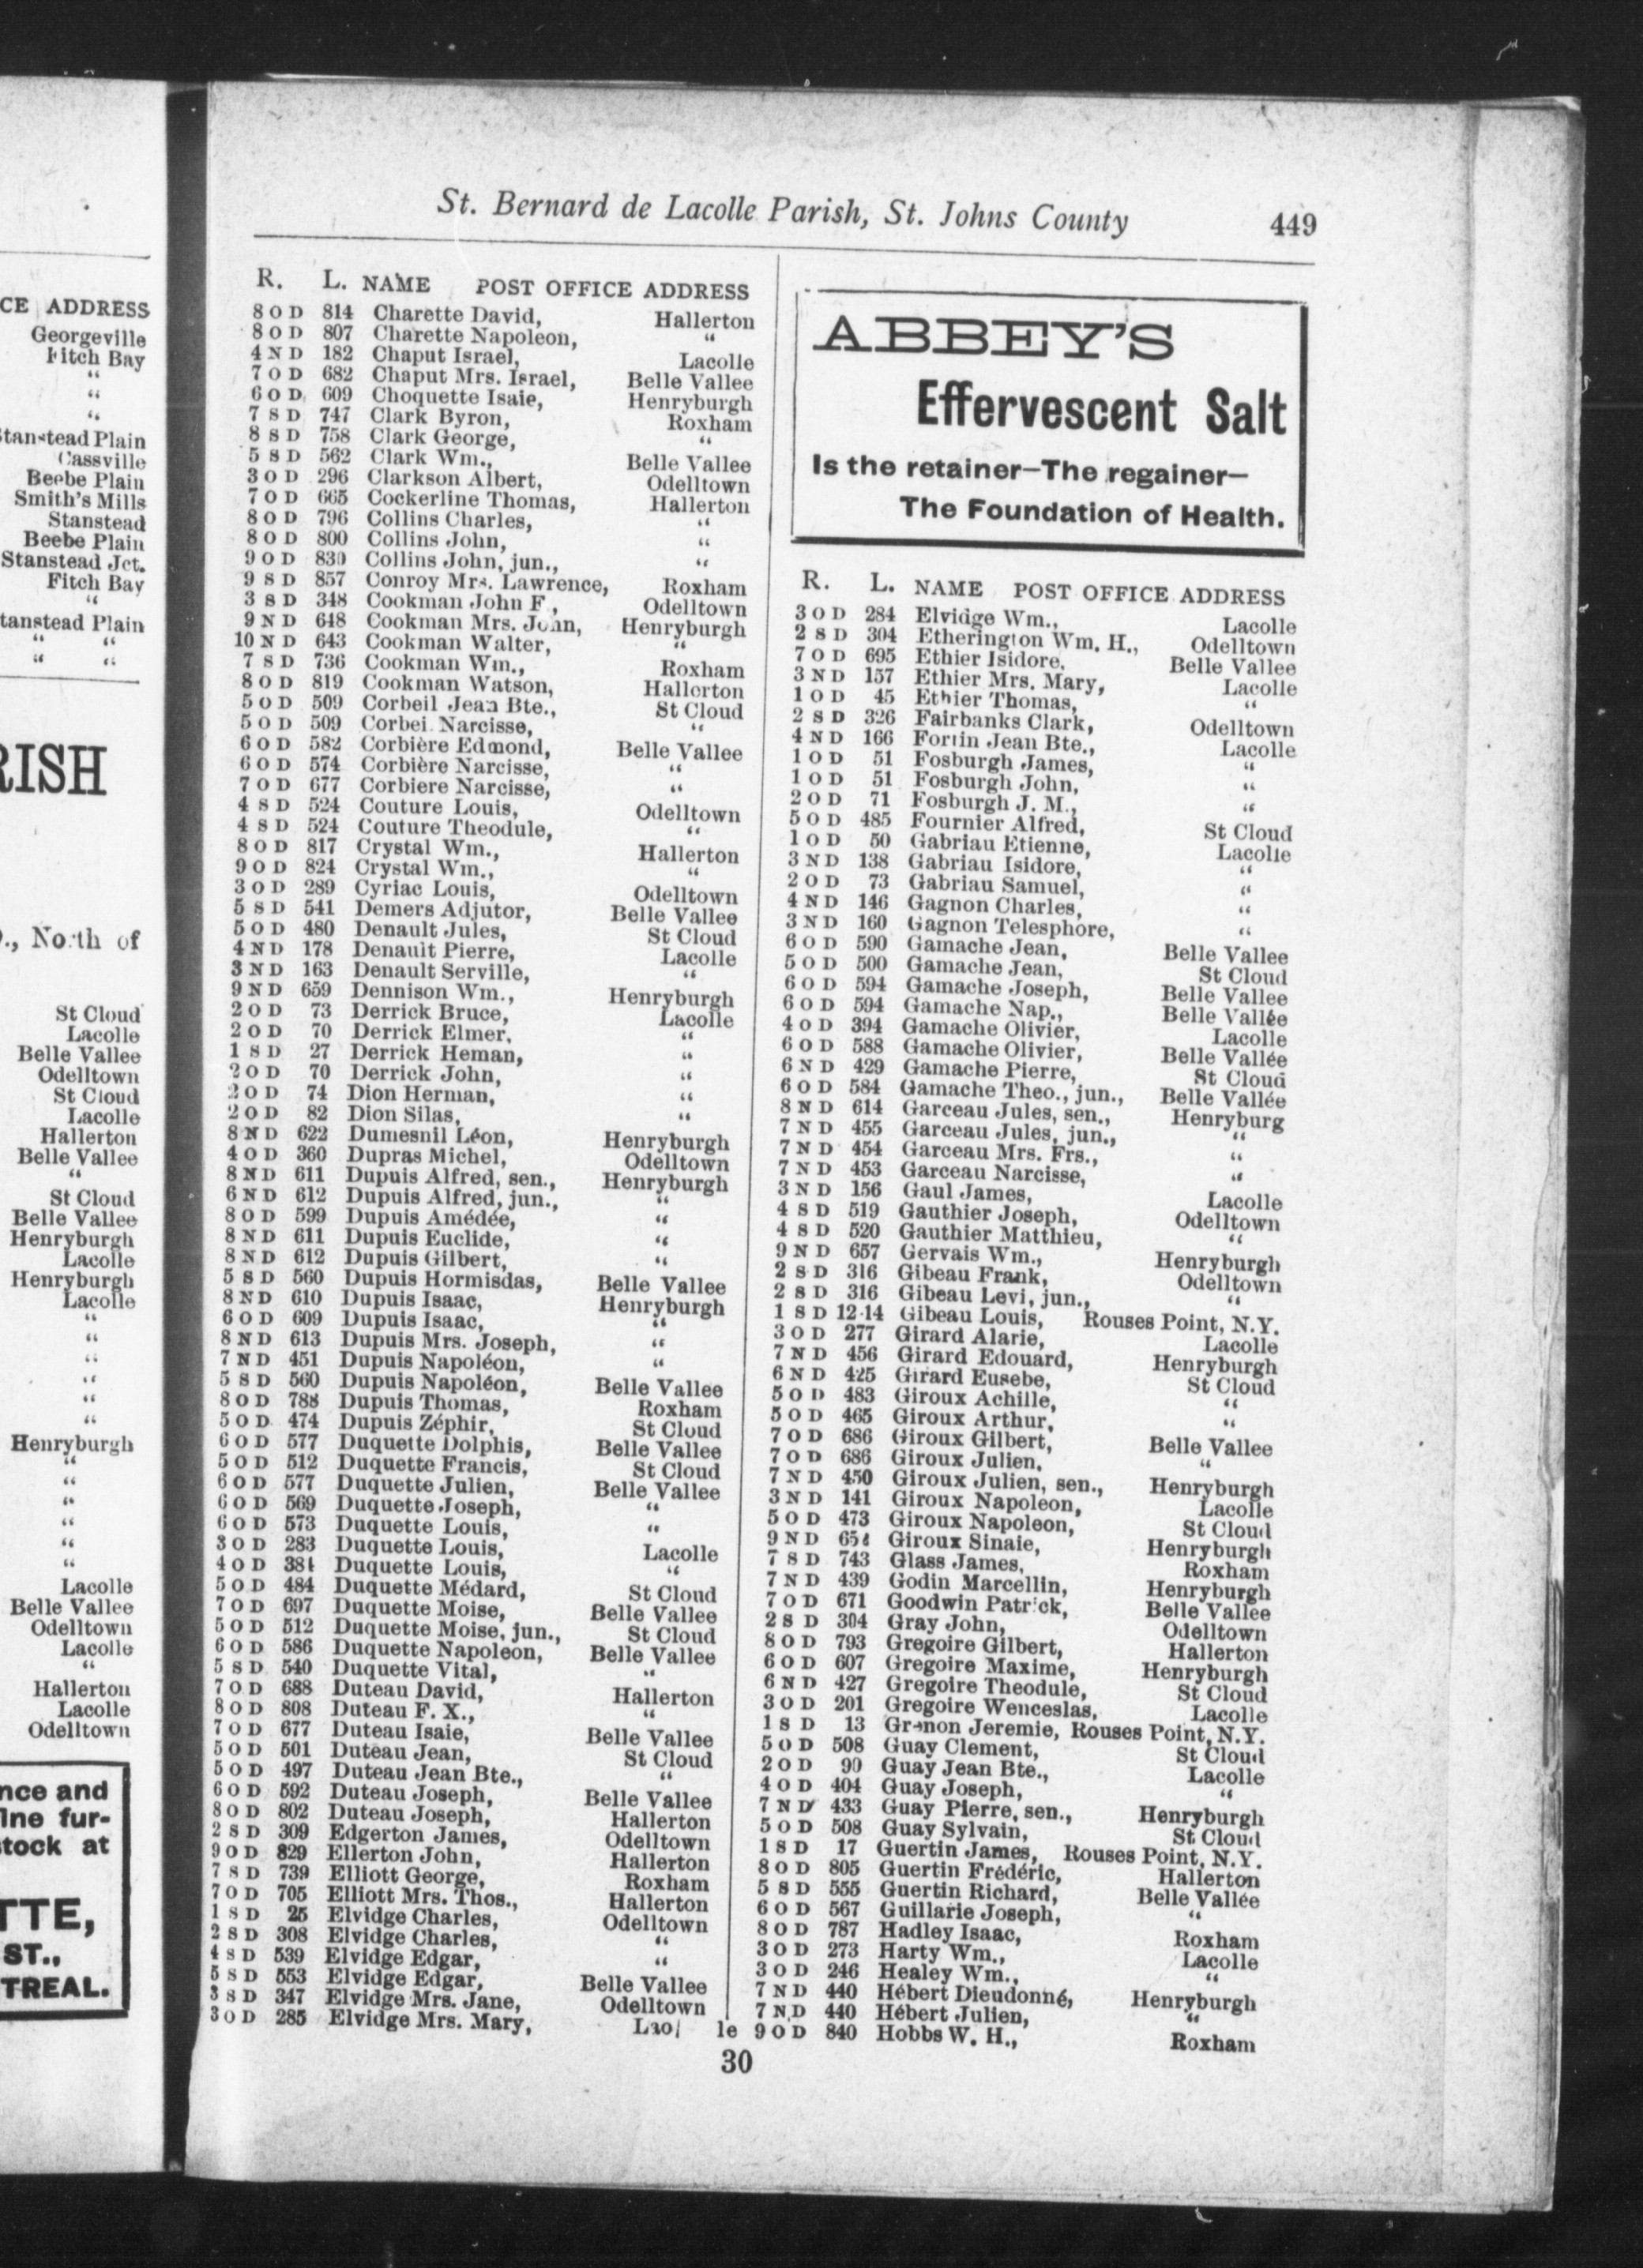 CE ADDRESS
Georgeville
Fitch Bay
"
"
"
Stanstead Plain
Cassville
Beebe Plain
Smith's Mills
Stanstead
Beebe Plain
Stanstead Jct.
Fitch Bay
"
tanstead Plain
" "
" "
RISH
., North of
St Cloud
Lacolle
Belle Vallee
Odelltown
St Cloud
Lacolle
Hallerton
Belle Vallee
"
St Cloud
Belle Vallee
Henryburgh
Lacolle
Henryburgh
Lacolle
"
"
"
"
"
"
Henryburgh
"
"
"
"
"
"
Lacolle
Belle Vallee
Odelltown
Lacolle
"
Hallerton
Lacolle
Odelltown
nce and
ine fur-
stock at
TTE,
ST.,
TREAL.
St. Bernard de Lacolle Parish, St. Johns County 449
R. L. NAME POST OFFICE ADDRESS
8 O D 814 Charette David, Hallerton
8 O D 807 Charette Napoleon, "
4 N D 182 Chaput Israel, Lacolle
7 O D 682 Chaput Mrs. Israel, Belle Vallee
6 O D 609 Choquette Isaie, Henryburgh
7 S D 747 Clark Byron, Roxham
8 S D 758 Clark George, "
5 S D 562 Clark Wm., Belle Vallee
3 O D 296 Clarkson Albert, Odelltown
7 O D 665 Cockerline Thomas, Hallerton
8 O D 796 Collins Charles, "
8 O D 800 Collins John, "
9 O D 830 Collins John, jun., "
9 S D 857 Conroy Mrs. Lawrence, Roxham
3 S D 348 Cookman John F., Odelltown
9 N D 648 Cookman Mrs. John, Henryburgh
10 N D 643 Cookman Walter, "
7 S D 736 Cookman Wm., Roxham
8 O D 819 Cookman Watson, Hallerton
5 O D 509 Corbeil Jean Bte., St Cloud
5 O D 509 Corbei. Narcisse, "
6 O D 582 Corbière Edmond, Belle Vallee
6 O D 574 Corbière Narcisse, "
7 O D 677 Corbiere Narcisse, "
4 S D 524 Couture Louis, Odelltown
4 S D 524 Couture Theodule, "
8 O D 817 Crystal Wm., Hallerton
9 O D 824 Crystal Wm., "
3 O D 289 Cyriac Louis, Odelltown
5 S D 541 Demers Adjutor, Belle Vallee
5 O D 480 Denault Jules, St Cloud
4 N D 178 Denault Pierre, Lacolle
3 N D 163 Denault Serville, "
9 N D 659 Dennison Wm., Henryburgh
2 O D 73 Derrick Bruce, Lacolle
2 O D 70 Derrick Elmer, "
1 S D 27 Derrick Heman, "
2 O D 70 Derrick John, "
2 O D 74 Dion Herman, "
2 O D 82 Dion Silas, "
8 N D 622 Dumesnil Léon, Henryburgh
4 O D 360 Dupras Michel, Odelltown
8 N D 611 Dupuis Alfred, sen., Henryburgh
6 N D 612 Dupuis Alfred, jun., "
8 O D 599 Dupuis Amédée, "
8 N D 611 Dupuis Euclide, "
8 N D 612 Dupuis Gilbert, "
5 S D 560 Dupuis Hormisdas, Belle Vallee
8 N D 610 Dupuis Isaac, Henryburgh
6 O D 609 Dupuis Isaac, "
8 N D 613 Dupuis Mrs. Joseph, "
7 N D 451 Dupuis Napoléon, "
5 S D 560 Dupuis Napoléon, Belle Vallee
8 O D 788 Dupuis Thomas, Roxham
5 O D 474 Dupuis Zéphir, St Cloud
6 O D 577 Duquette Dolphis, Belle Vallee
5 O D 512 Duquette Francis, St Cloud
6 O D 577 Duquette Julien, Belle Vallee
6 O D 569 Duquette Joseph, "
6 O D 573 Duquette Louis, "
3 O D 283 Duquette Louis, Lacolle
4 O D Duquette Louis, "
5 O D 484 Duquette Médard, St Cloud
7 O D 697 Duquette Moise, Belle Vallee
5 O D 512 Duquette Moise, jun., St Cloud
6 O D 586 Duquette Napoleon, Belle Vallee
5 S D 540 Duquette Vital, "
7 O D 688 Duteau David, Hallerton
8 O D 808 Duteau F. X., "
7 O D 677 Duteau Isaie, Belle Vallee
5 O D 501 Duteau Jean, St Cloud
5 O D 497 Duteau Jean Bte., "
6 O D 592 Duteau Joseph, Belle Vallee
8 O D 802 Duteau Joseph, Hallerton
2 S D 309 Edgerton James, Odelltown
9 O D 829 Ellerton John, Hallerton
7 S D 739 Elliott George, Roxham
7 O D 705 Elliott Mrs. Thos., Hallerton
1 S D 25 Elvidge Charles, Odelltown
2 S D 308 Elvidge Charles, "
4 S D 539 Elvidge Edgar, "
5 S D 553 Elvidge Edgar, Belle Vallee
3 S D 347 Elvidge Mrs. Jane, Odelltown
3 O D 285 Elvidge Mrs. Mary, Lacolle
ABBEY'S
Effervescent Salt
Is the retainer—The regainer—
The Foundation of Health.
R. L. NAME POST OFFICE ADDRESS
3 O D 284 Elvidge Wm., Lacolle
2 S D 304 Etherington Wm. H., Odelltown
7 O D 695 Ethier Isidore, Belle Vallee
3 N D 157 Ethier Mrs. Mary, Lacolle
1 O D 45 Ethier Thomas, "
2 S D 326 Fairbanks Clark, Odelltown
4 N D 166 Fortin Jean Bte., Lacolle
1 O D 51 Fosburgh James, "
1 O D 51 Fosburgh John, "
2 O D 71 Fosburgh J. M., "
5 O D 485 Fournier Alfred, St Cloud
1 O D 50 Gabriau Etienne, Lacolle
3 N D 138 Gabriau Isidore, "
2 O D 73 Gabriau Samuel, "
4 N D 146 Gagnon Charles, "
3 N D 160 Gagnon Telesphore, "
6 O D 590 Gamache Jean, Belle Vallee
5 O D 500 Gamache Jean, St Cloud
6 O D 594 Gamache Joseph, Belle Vallee
6 O D 594 Gamache Nap., Belle Vallée
4 O D 394 Gamache Olivier, Lacolle
6 O D 588 Gamache Olivier, Belle Vallée
6 N D 429 Gamache Pierre, St Cloud
6 O D 584 Gamache Theo., jun., Belle Vallée
8 N D 614 Garceau Jules, sen., Henryburg
7 N D 455 Garceau Jules, jun., "
7 N D 454 Garceau Mrs. Frs., "
7 N D 453 Garceau Narcisse, "
3 N D 156 Gaul James, Lacolle
4 S D 519 Gauthier Joseph, Odelltown
4 S D 520 Gauthier Matthieu, "
9 N D 657 Gervais Wm., Henryburgh
2 S D 316 Gibeau Frank, Odelltown
2 S D 316 Gibeau Levi, jun., "
1 S D 12-14 Gibeau Louis, Rouses Point, N.Y.
3 O D 277 Girard Alarie, Lacolle
7 N D 456 Girard Edouard, Henryburgh
6 N D 425 Girard Eusebe, St Cloud
5 O D 483 Giroux Achille, "
5 O D 465 Giroux Arthur, "
7 O D 686 Giroux Gilbert, Belle Vallee
7 O D 686 Giroux Julien, "
7 N D 450 Giroux Julien, sen., Henryburgh
3 N D 141 Giroux Napoleon, Lacolle
5 O D 473 Giroux Napoleon, St Cloud
9 N D Giroux Sinaie, Henryburgh
7 S D 743 Glass James, Roxham
7 N D 439 Godin Marcellin, Henryburgh
7 O D 671 Goodwin Patrick, Belle Vallee
2 S D 304 Gray John, Odelltown
8 O D 793 Gregoire Gilbert, Hallerton
6 O D 607 Gregoire Maxime, Henryburgh
6 N D 427 Gregoire Theodule, St Cloud
3 O D 201 Gregoire Wenceslas, Lacolle
1 S D 13 Grenon Jeremie, Rouses Point, N.Y.
5 O D 508 Guay Clement, St Cloud
2 O D 90 Guay Jean Bte., Lacolle
4 O D 404 Guay Joseph, "
7 N D 433 Guay Pierre, sen., Henryburgh
5 O D 508 Guay Sylvain, St Cloud
1 S D 17 Guertin James, Rouses Point, N.Y.
8 O D 805 Guertin Frédéric, Hallerton
5 S D 555 Guertin Richard, Belle Vallée
6 O D 567 Guillarie Joseph, "
8 O D 787 Hadley Isaac, Roxham
3 O D 273 Harty Wm., Lacolle
3 O D 246 Healey Wm., "
7 N D 440 Hébert Dieudonné, Henryburgh
7 N D 440 Hébert Julien, "
9 O D 840 Hobbs W. H., Roxham
30